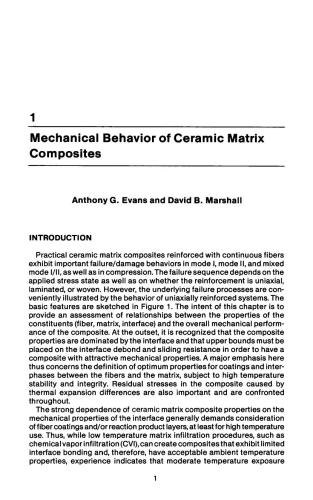 1
Mechanical Behavior of Ceramic Matrix
Composites
Anthony G. Evans and David B. Marshall
INTRODUCTION
Practical ceramic matrix composites reinforced with continuous fibers
exhibit important failure/damage behaviors in mode I, mode II, and mixed
mode I/II, as well as in compression. The failure sequence depends on the
applied stress state as well as on whether the reinforcement is uniaxial,
laminated, or woven. However, the underlying failure processes are con-
veniently illustrated by the behavior of uniaxially reinforced systems. The
basic features are sketched in Figure 1. The intent of this chapter is to
provide an assessment of relationships between the properties of the
constituents (fiber, matrix, interface) and the overall mechanical perform-
ance of the composite. At the outset, it is recognized that the composite
properties are dominated by the interface and that upper bounds must be
placed on the interface debond and sliding resistance in order to have a
composite with attractive mechanical properties. A major emphasis here
thus concerns the definition of optimum properties for coatings and inter-
phases between the fibers and the matrix, subject to high temperature
stability and integrity. Residual stresses in the composite caused by
thermal expansion differences are also important and are confronted
throughout.
The strong dependence of ceramic matrix composite properties on the
mechanical properties of the interface generally demands consideration
of fiber coatings and/or reaction product layers, at least for high temperature
use. Thus, while low temperature matrix infiltration procedures, such as
chemical vapor infiltration (CVI), can create composites that exhibit limited
interface bonding and, therefore, have acceptable ambient temperature
properties, experience indicates that moderate temperature exposure
1